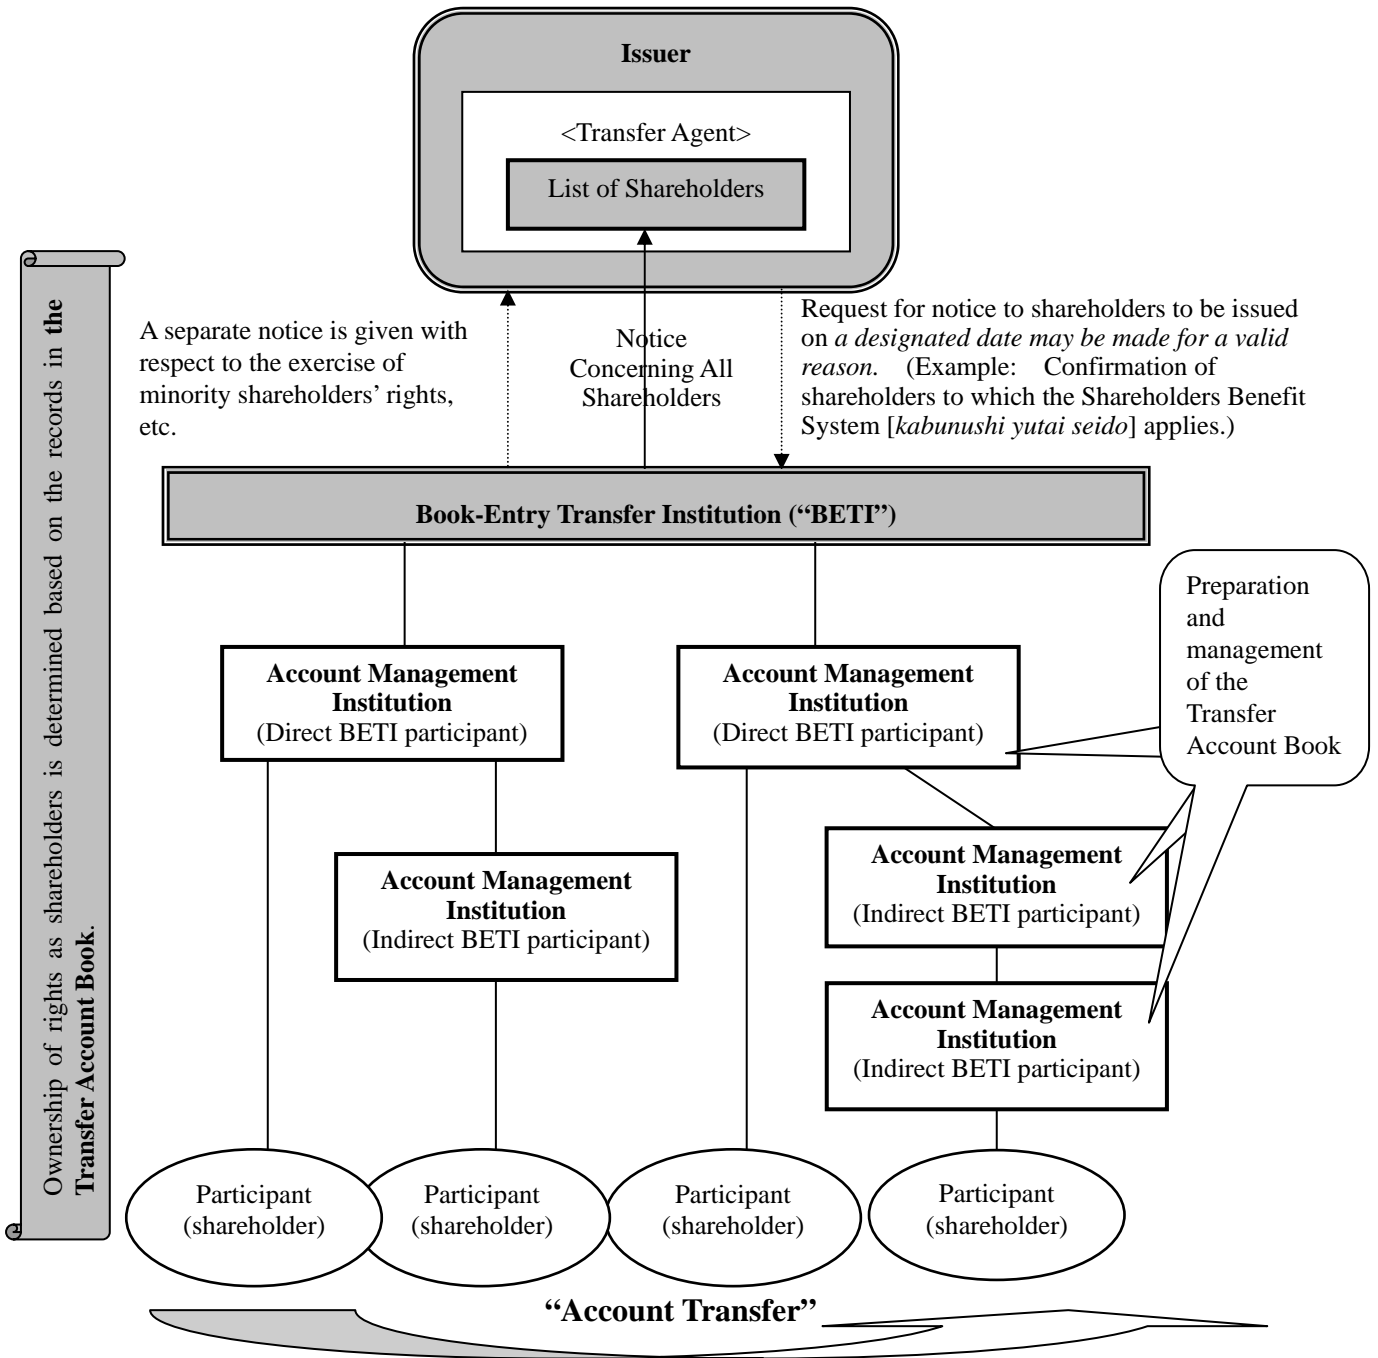 Issuer
<Transfer Agent>
List of Shareholders
Ownership of rights as shareholders is determined based on the records in the
Transfer Account Book.
A separate notice is given with
respect to the exercise of
minority shareholders’ rights,
etc.
Notice
Concerning All
Shareholders
Request for notice to shareholders to be issued
on a designated date may be made for a valid
reason. (Example: Confirmation of
shareholders to which the Shareholders Benefit
System [kabunushi yutai seido] applies.)
Book-Entry Transfer Institution (“BETI”)
Account Management
Institution
(Direct BETI participant)
Account Management
Institution
(Direct BETI participant)
Preparation
and
management
of the
Transfer
Account Book
Account Management
Institution
(Indirect BETI participant)
Account Management
Institution
(Indirect BETI participant)
Account Management
Institution
(Indirect BETI participant)
Participant
(shareholder)
Participant
(shareholder)
Participant
(shareholder)
Participant
(shareholder)
“Account Transfer”